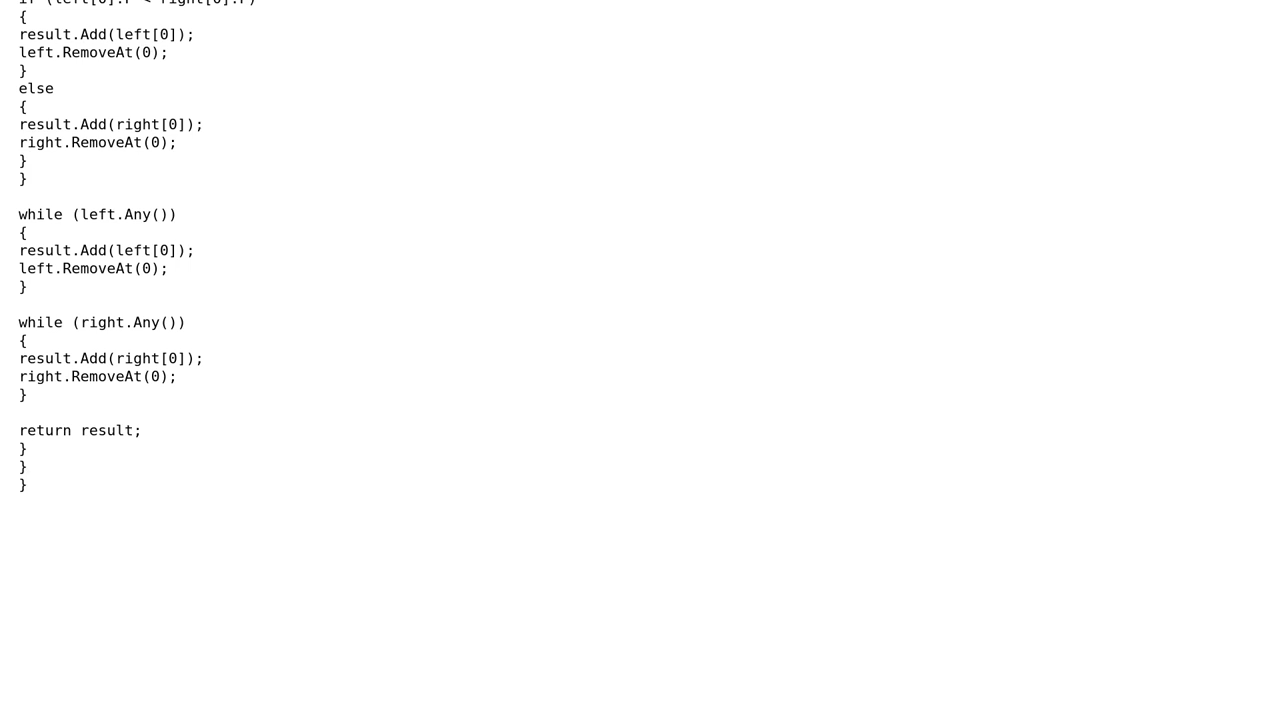 {
result.Add(left[0]);
left.RemoveAt(0);
}
else
{
result.Add(right[0]);
right.RemoveAt(0);
}
}

while (left.Any())
{
result.Add(left[0]);
left.RemoveAt(0);
}

while (right.Any())
{
result.Add(right[0]);
right.RemoveAt(0);
}

return result;
}
}
}